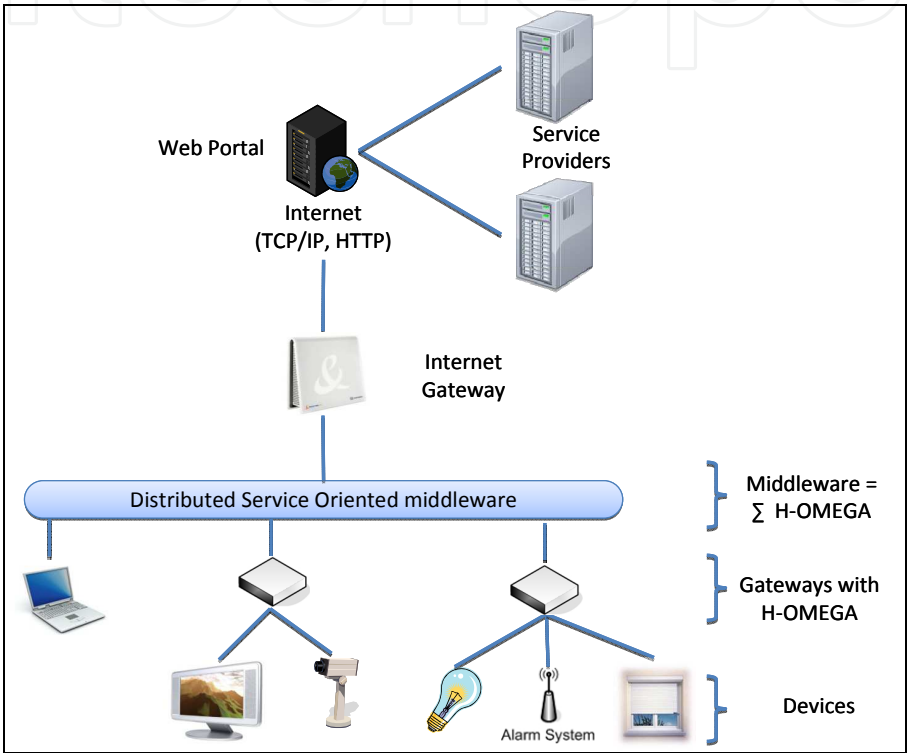 Service
Providers
Web Portal
Internet
(TCP/IP, HTTP)
Internet
Gateway
Distributed Service Oriented middleware
Middleware =
∑ H-OMEGA
Gateways with
H-OMEGA
Alarm System
Devices